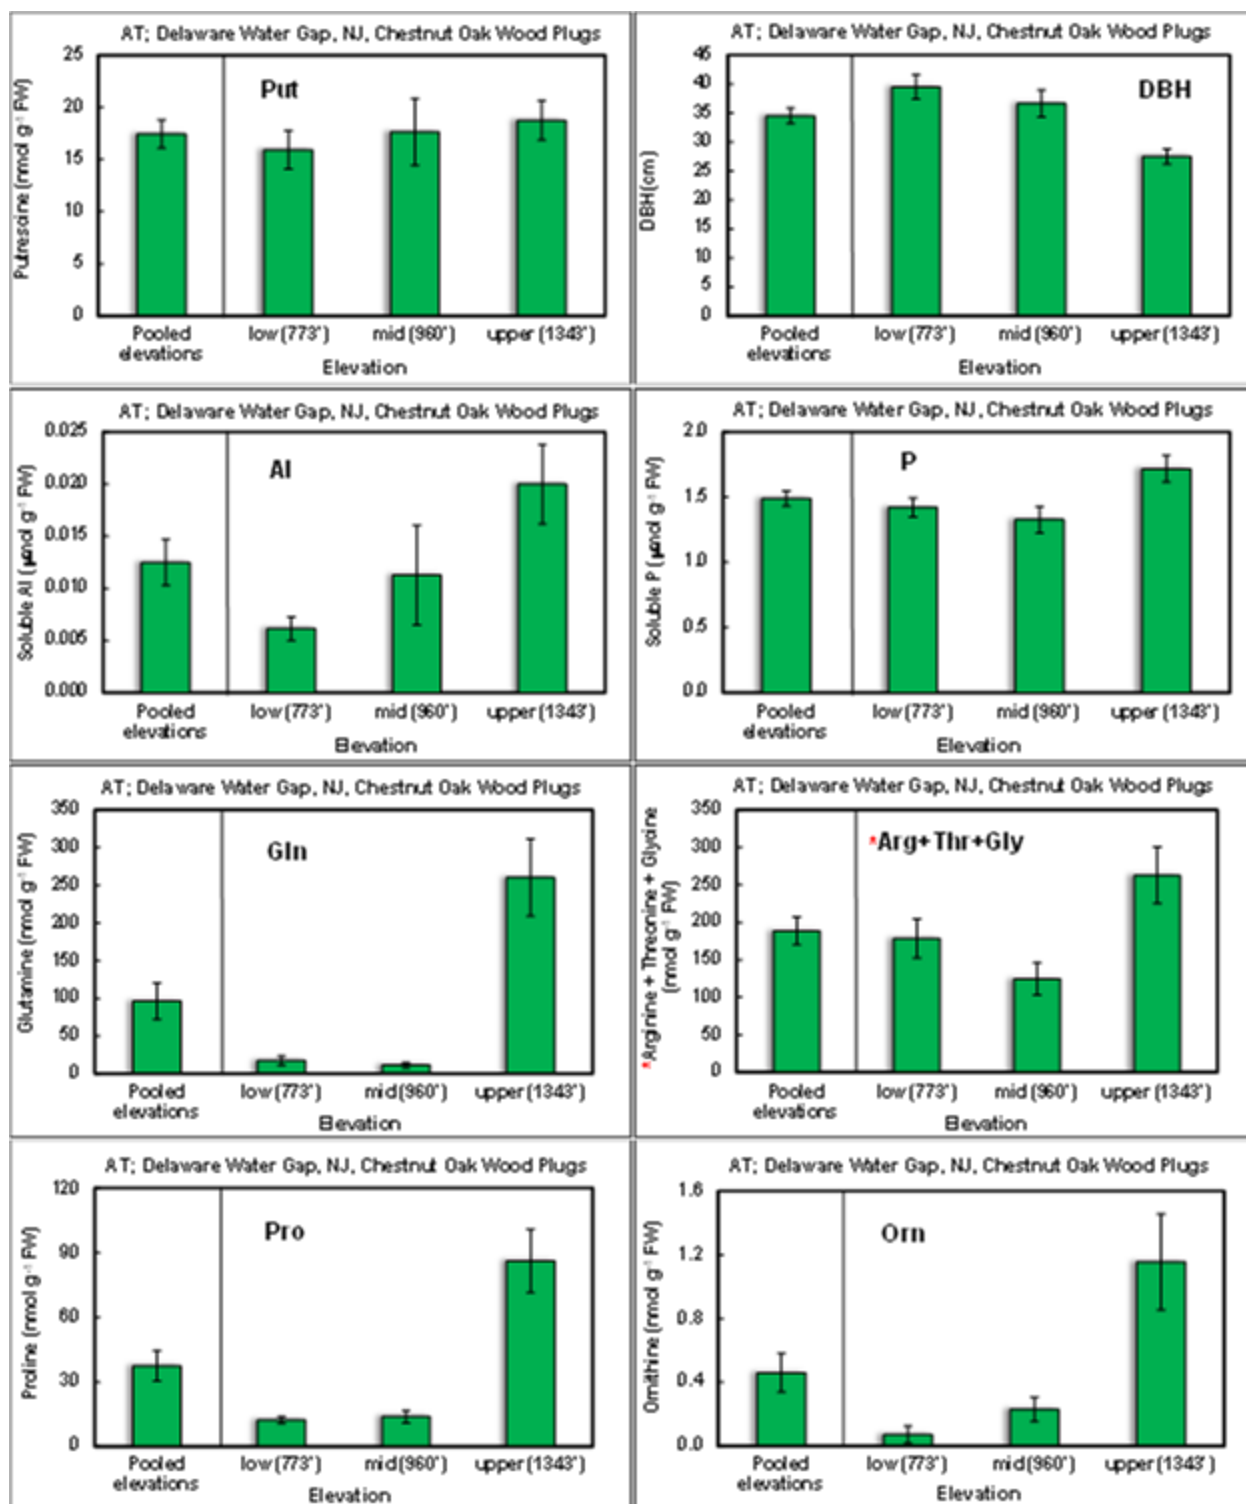 AT; Delaware Water Gap, NJ, Chestnut Oak Wood Plugs
Putrescine (nmol g⁻¹ FW)
25
20
15
10
5
0
Put
Pooled elevations
low (773')
mid (960')
upper (1343')
Elevation
AT; Delaware Water Gap, NJ, Chestnut Oak Wood Plugs
DBH (cm)
45
40
35
30
25
20
15
10
5
0
DBH
Pooled elevations
low (773')
mid (960')
upper (1343')
Elevation
AT; Delaware Water Gap, NJ, Chestnut Oak Wood Plugs
Soluble Al (µmol g⁻¹ FW)
0.025
0.020
0.015
0.010
0.005
0.000
Al
Pooled elevations
low (773')
mid (960')
upper (1343')
Elevation
AT; Delaware Water Gap, NJ, Chestnut Oak Wood Plugs
Soluble P (µmol g⁻¹ FW)
2.0
1.5
1.0
0.5
0.0
P
Pooled elevations
low (773')
mid (960')
upper (1343')
Elevation
AT; Delaware Water Gap, NJ, Chestnut Oak Wood Plugs
Glutamine (nmol g⁻¹ FW)
350
300
250
200
150
100
50
0
Gln
Pooled elevations
low (773')
mid (960')
upper (1343')
Elevation
AT; Delaware Water Gap, NJ, Chestnut Oak Wood Plugs
*Arginine + Threonine + Glycine
(nmol g⁻¹ FW)
350
300
250
200
150
100
50
0
*Arg+Thr+Gly
Pooled elevations
low (773')
mid (960')
upper (1343')
Elevation
AT; Delaware Water Gap, NJ, Chestnut Oak Wood Plugs
Proline (nmol g⁻¹ FW)
120
90
60
30
0
Pro
Pooled elevations
low (773')
mid (960')
upper (1343')
Elevation
AT; Delaware Water Gap, NJ, Chestnut Oak Wood Plugs
Ornithine (nmol g⁻¹ FW)
1.6
1.2
0.8
0.4
0.0
Orn
Pooled elevations
low (773')
mid (960')
upper (1343')
Elevation